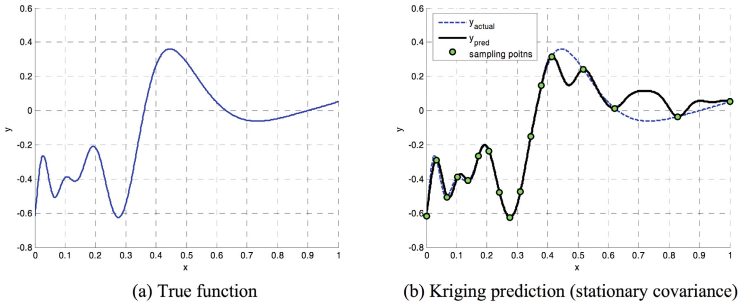 0.6
0.4
0.2
0
-0.2
-0.4
-0.6
-0.8
y
0 0.1 0.2 0.3 0.4 0.5 0.6 0.7 0.8 0.9 1
x
(a) True function
0.6
0.4
0.2
0
-0.2
-0.4
-0.6
-0.8
y
y actual
y pred
sampling poitns
0 0.1 0.2 0.3 0.4 0.5 0.6 0.7 0.8 0.9 1
x
(b) Kriging prediction (stationary covariance)